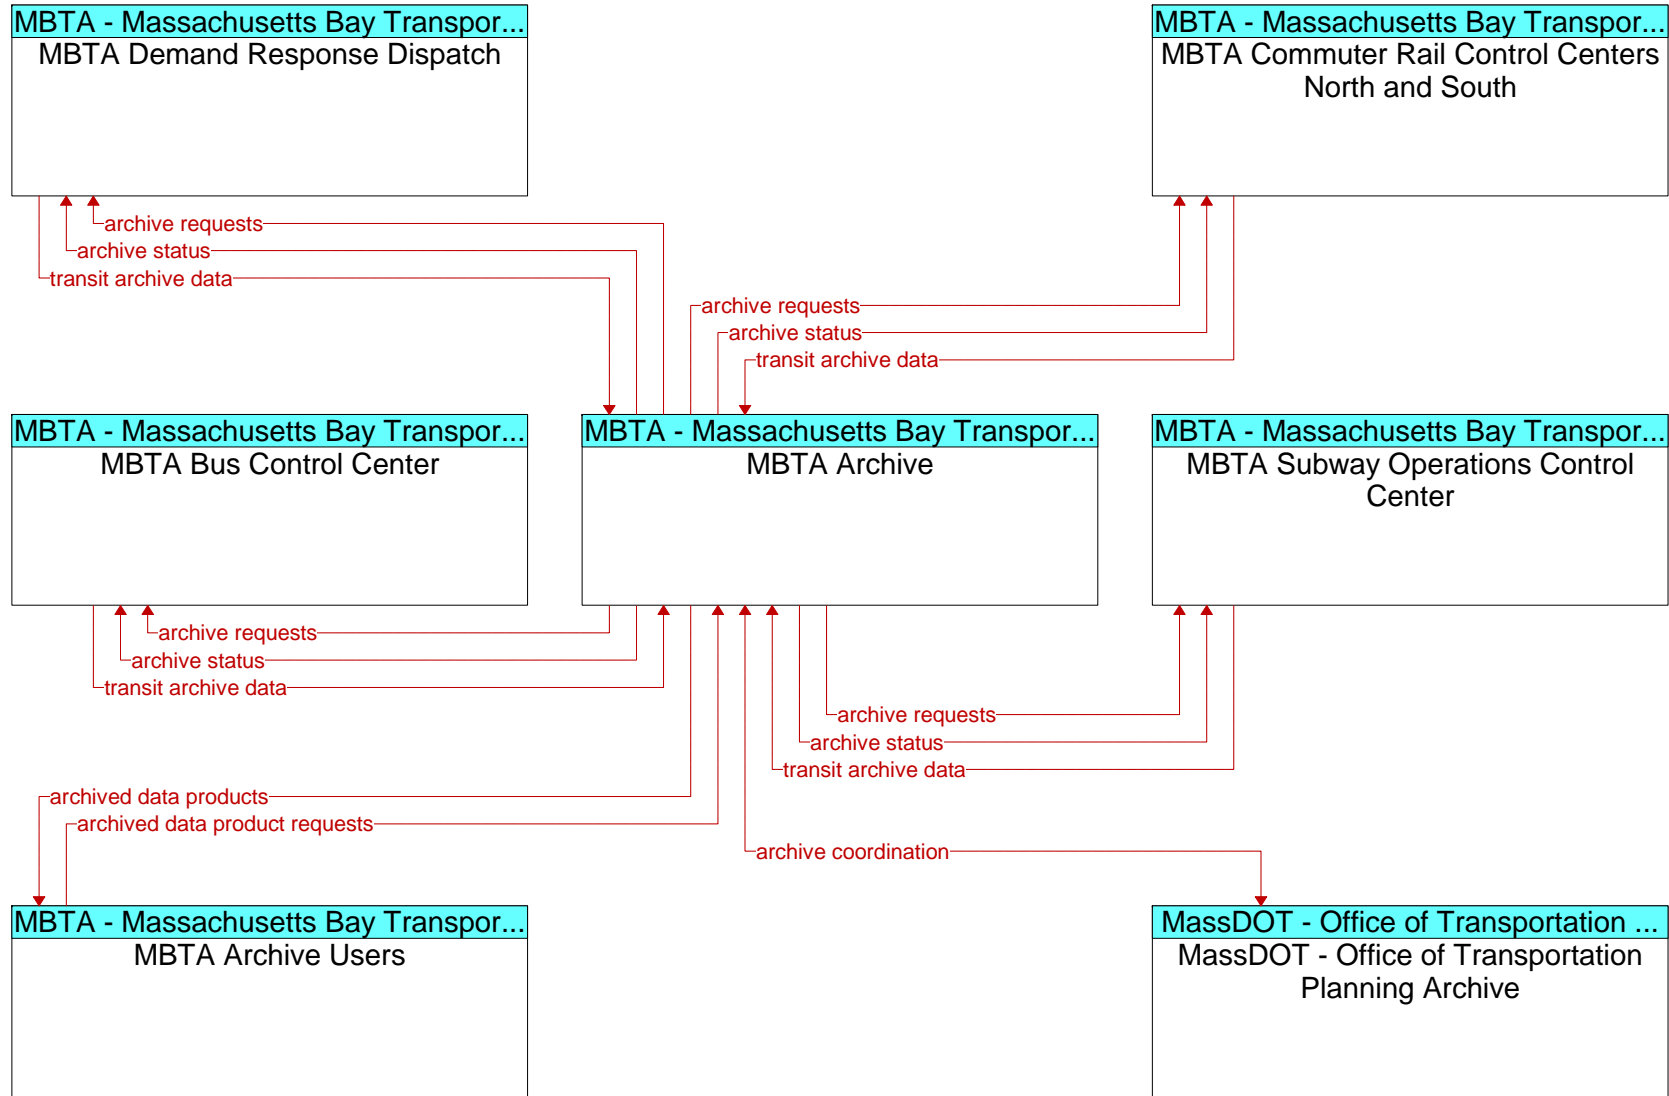 MBTA - Massachusetts Bay Transpor...
MBTA Demand Response Dispatch
MBTA - Massachusetts Bay Transpor...
MBTA Commuter Rail Control Centers
North and South
archive requests
archive status
transit archive data
archive requests
archive status
transit archive data
MBTA - Massachusetts Bay Transpor...
MBTA Bus Control Center
MBTA - Massachusetts Bay Transpor...
MBTA Archive
MBTA - Massachusetts Bay Transpor...
MBTA Subway Operations Control
Center
archive requests
archive status
transit archive data
archive requests
archive status
transit archive data
archived data products
archived data product requests
archive coordination
MBTA - Massachusetts Bay Transpor...
MBTA Archive Users
MassDOT - Office of Transportation ...
MassDOT - Office of Transportation
Planning Archive